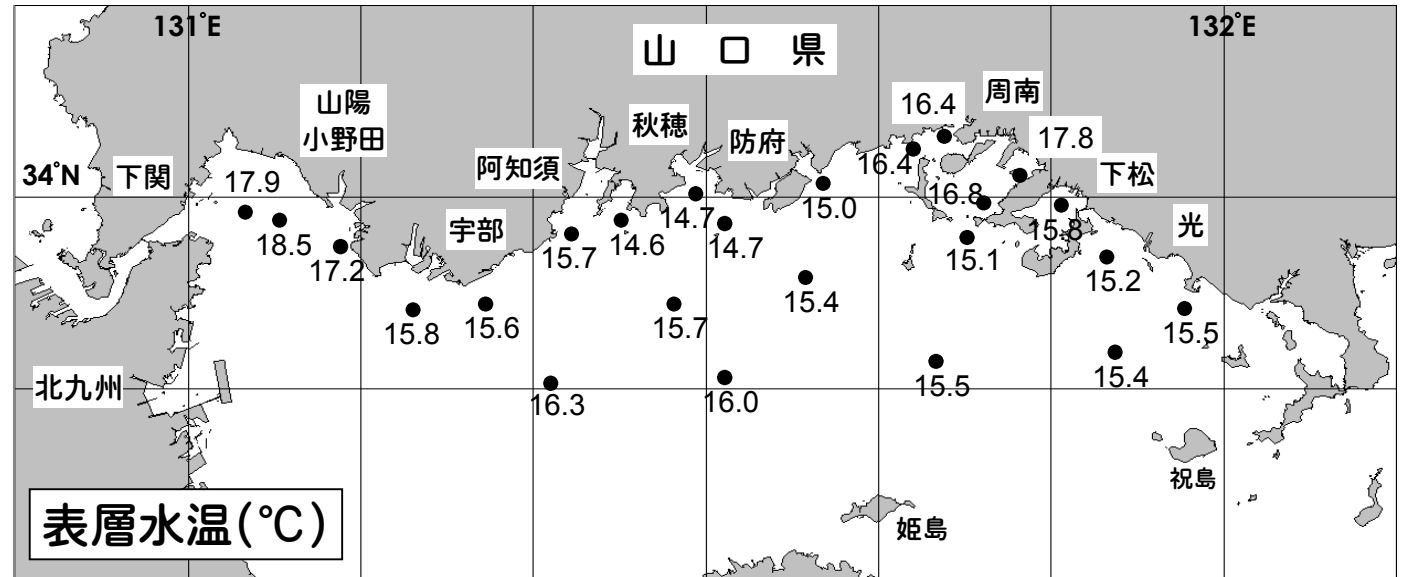 131°E
132°E
山 口 県
16.4
周南
山陽
小野田
秋穂
防府
17.8
16.4
阿知須
下松
34°N
下関
17.9
16.8
15.0
14.7
18.5
宇部
15.7
14.6
14.7
15.8
光
17.2
15.1
15.2
15.4
15.8
15.6
15.7
15.5
北九州
15.5
15.4
16.3
16.0
祝島
表層水温(℃)
姫島